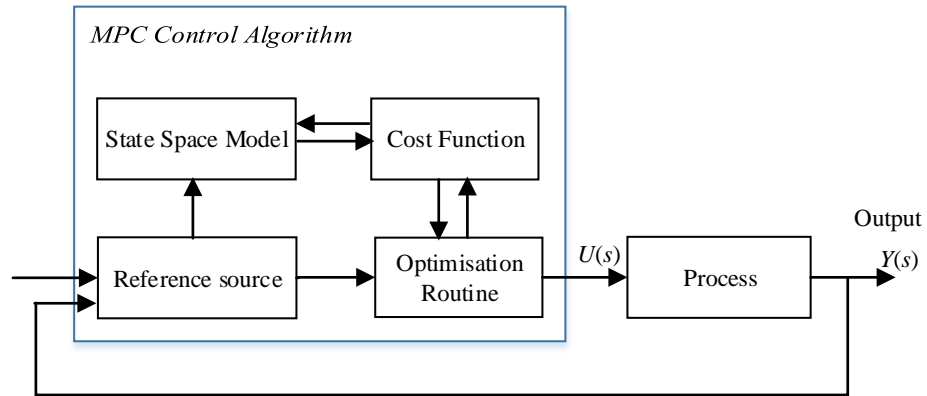 MPC Control Algorithm
State Space Model
Cost Function
Output
Reference source
Optimisation
Routine
U(s)
Process
Y(s)